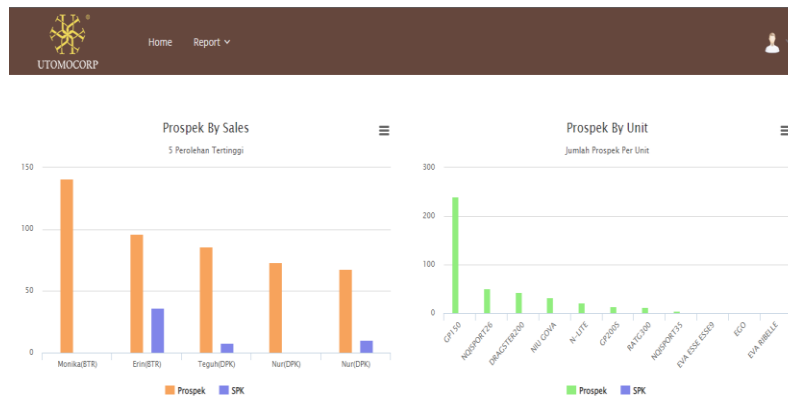 UTOMOCORP
Home Report
Prospek By Sales
5 Perolehan Tertinggi
150
100
50
0
Monika(BTR) Erin(BTR) Teguh(DPK) Nur(DPK) Nur(DPK)
Prospek SPK
Prospek By Unit
Jumlah Prospek Per Unit
300
200
100
0
GP150 NQISPORT26 DRAGSTER200 NIU GOVA N-LITE GP200S RATG300 NQISPORT35 EVA ESSE ESSE9 EGO EVA RIBELLE
Prospek SPK